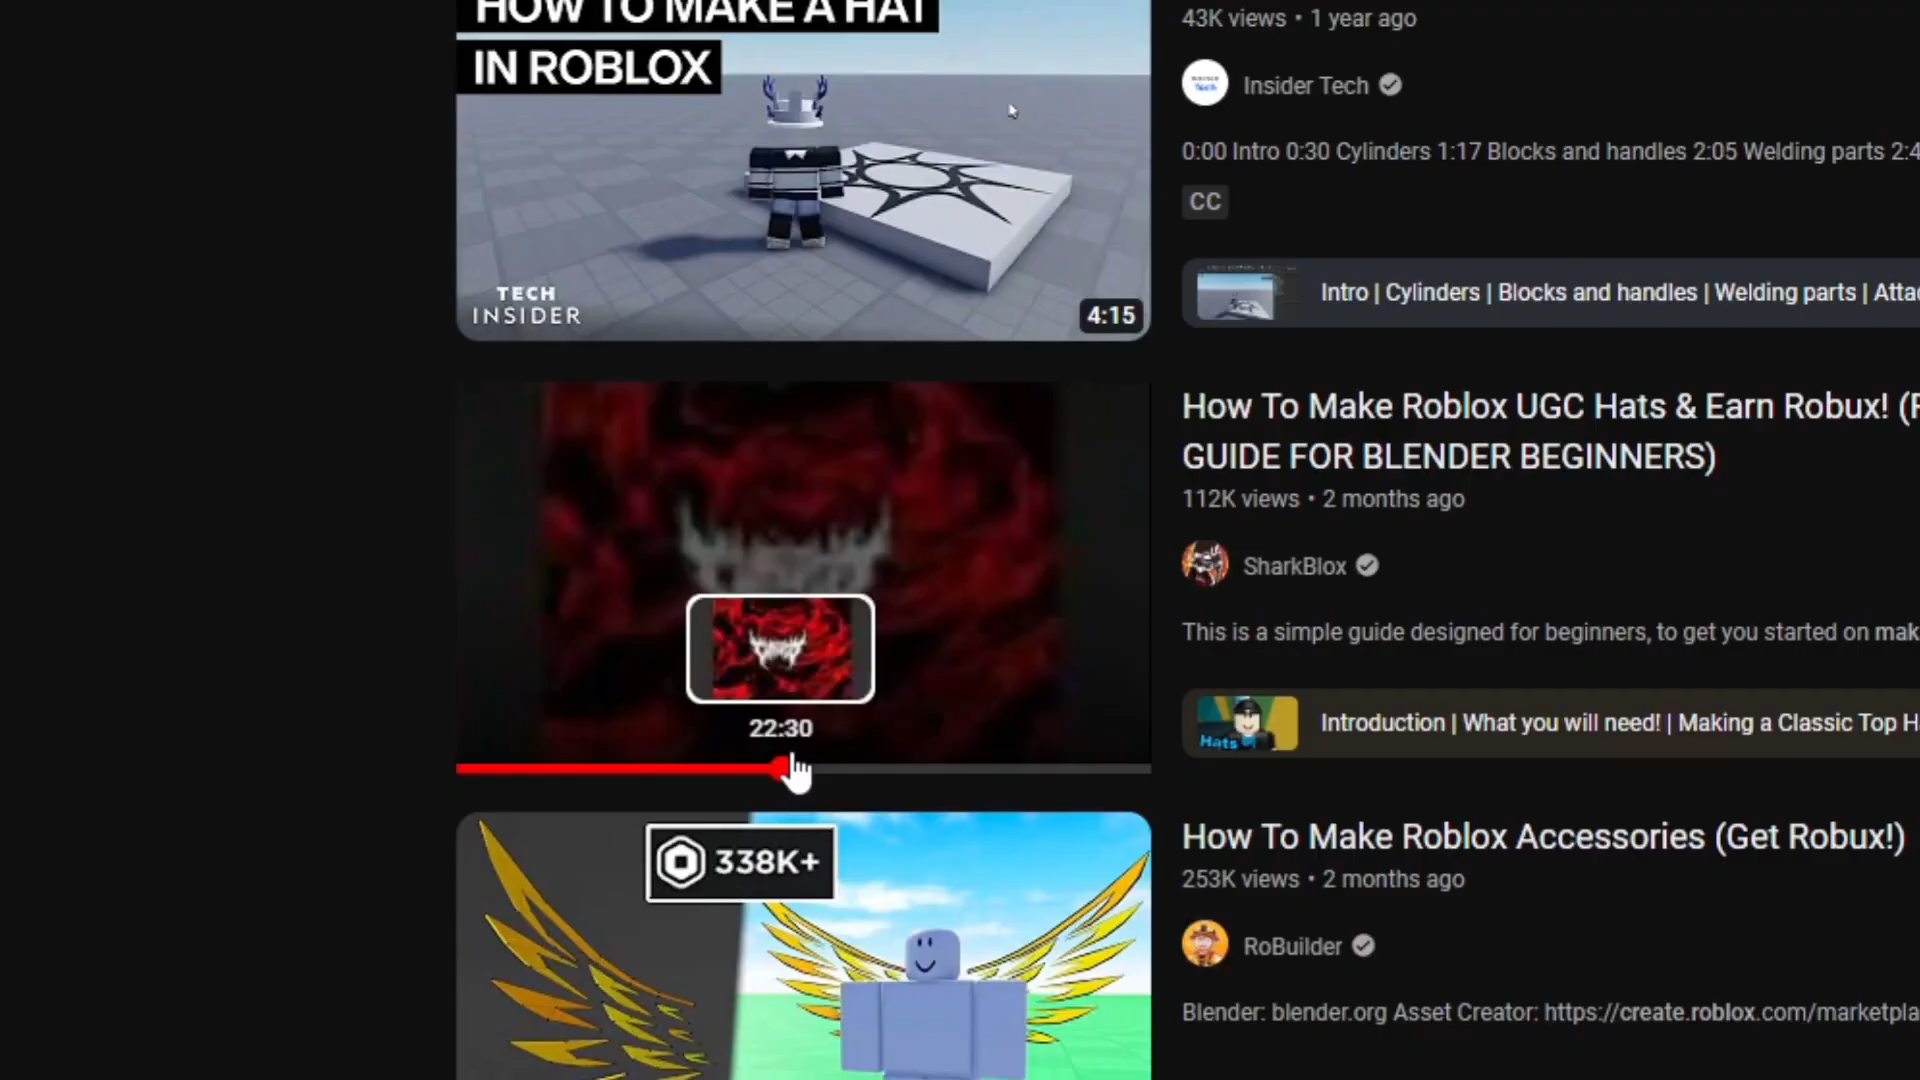 HOW TO MAKE A HAT
IN ROBLOX
TECH
INSIDER
4:15
43K views • 1 year ago
Tech
Insider Tech
0:00 Intro 0:30 Cylinders 1:17 Blocks and handles 2:05 Welding parts 2:4
CC
Intro | Cylinders | Blocks and handles | Welding parts | Atta
22:30
How To Make Roblox UGC Hats & Earn Robux! (F
GUIDE FOR BLENDER BEGINNERS)
112K views • 2 months ago
SharkBlox
This is a simple guide designed for beginners, to get you started on mak
Hats
Introduction | What you will need! | Making a Classic Top H
338K+
How To Make Roblox Accessories (Get Robux!)
253K views • 2 months ago
RoBuilder
Blender: blender.org Asset Creator: https://create.roblox.com/marketpla